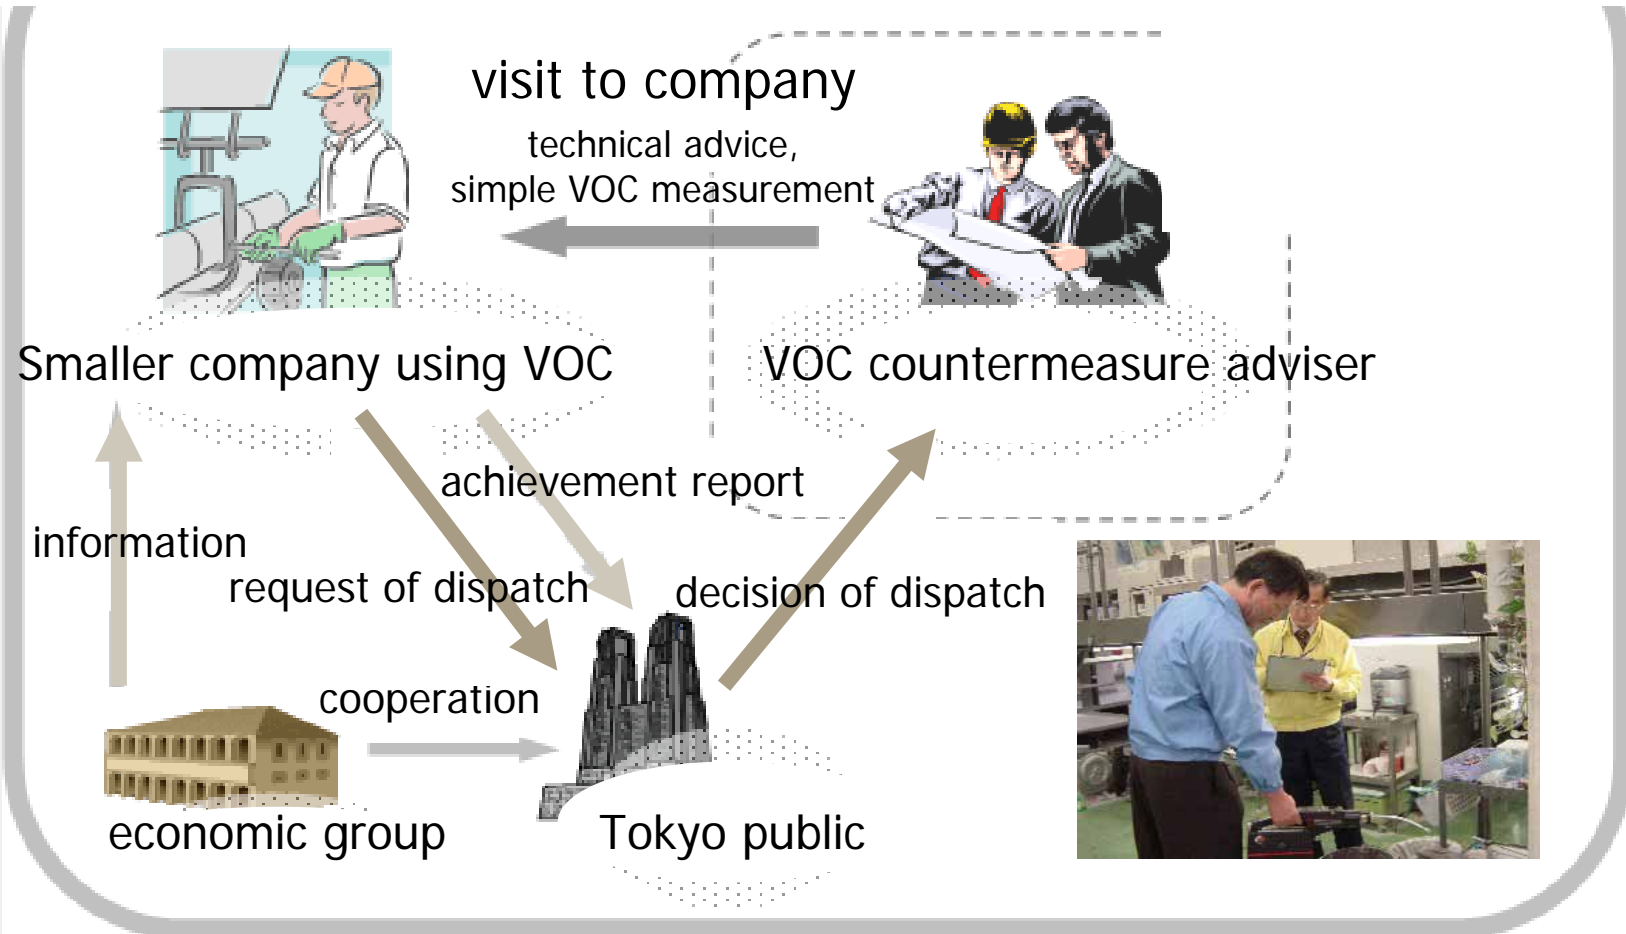 visit to company
technical advice,
simple VOC measurement
Smaller company using VOC
VOC countermeasure adviser
achievement report
information
request of dispatch
decision of dispatch
cooperation
economic group
Tokyo public